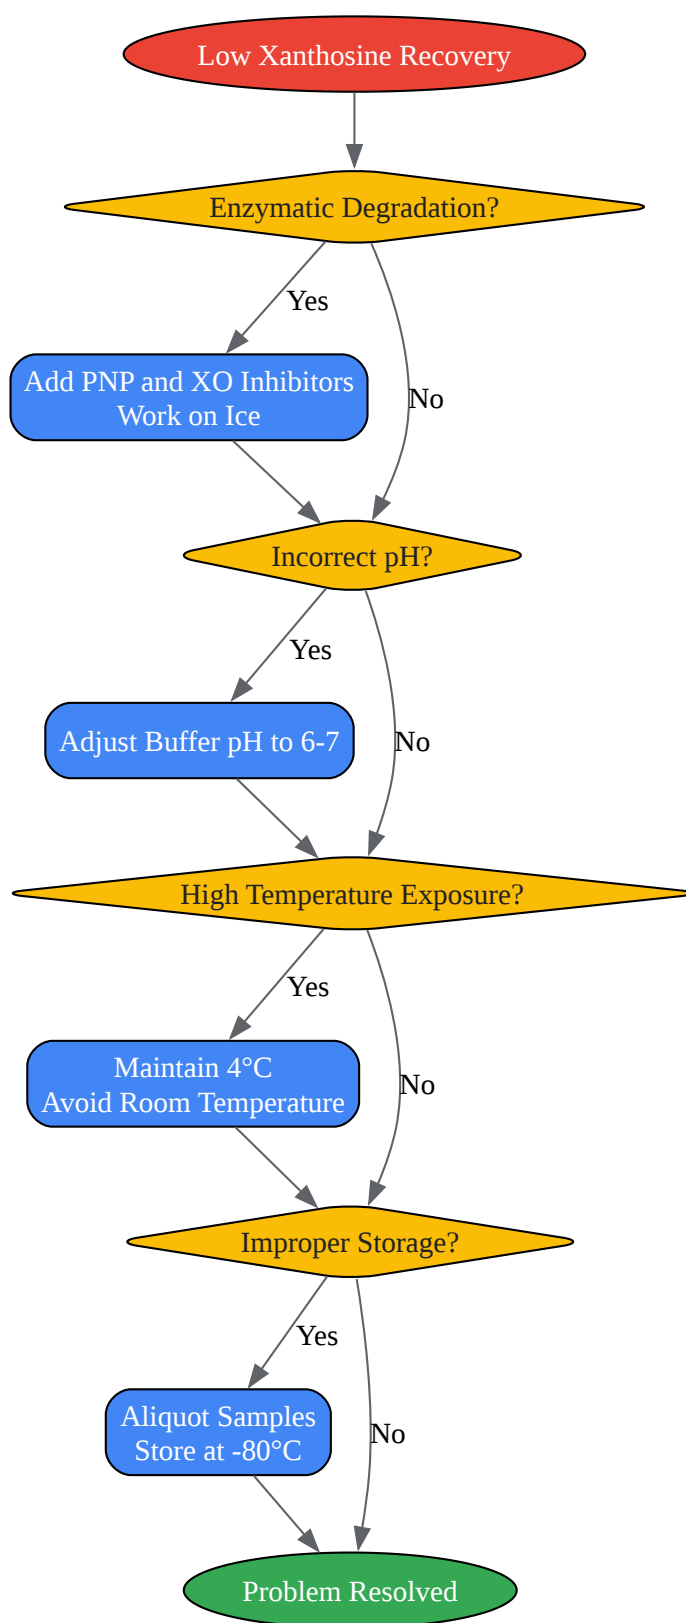 Low Xanthosine Recovery
Enzymatic Degradation?
Yes
Add PNP and XO Inhibitors
Work on Ice
No
Incorrect pH?
Yes
Adjust Buffer pH to 6-7
No
High Temperature Exposure?
Yes
Maintain 4°C
Avoid Room Temperature
No
Improper Storage?
Yes
Aliquot Samples
Store at -80°C
No
Problem Resolved